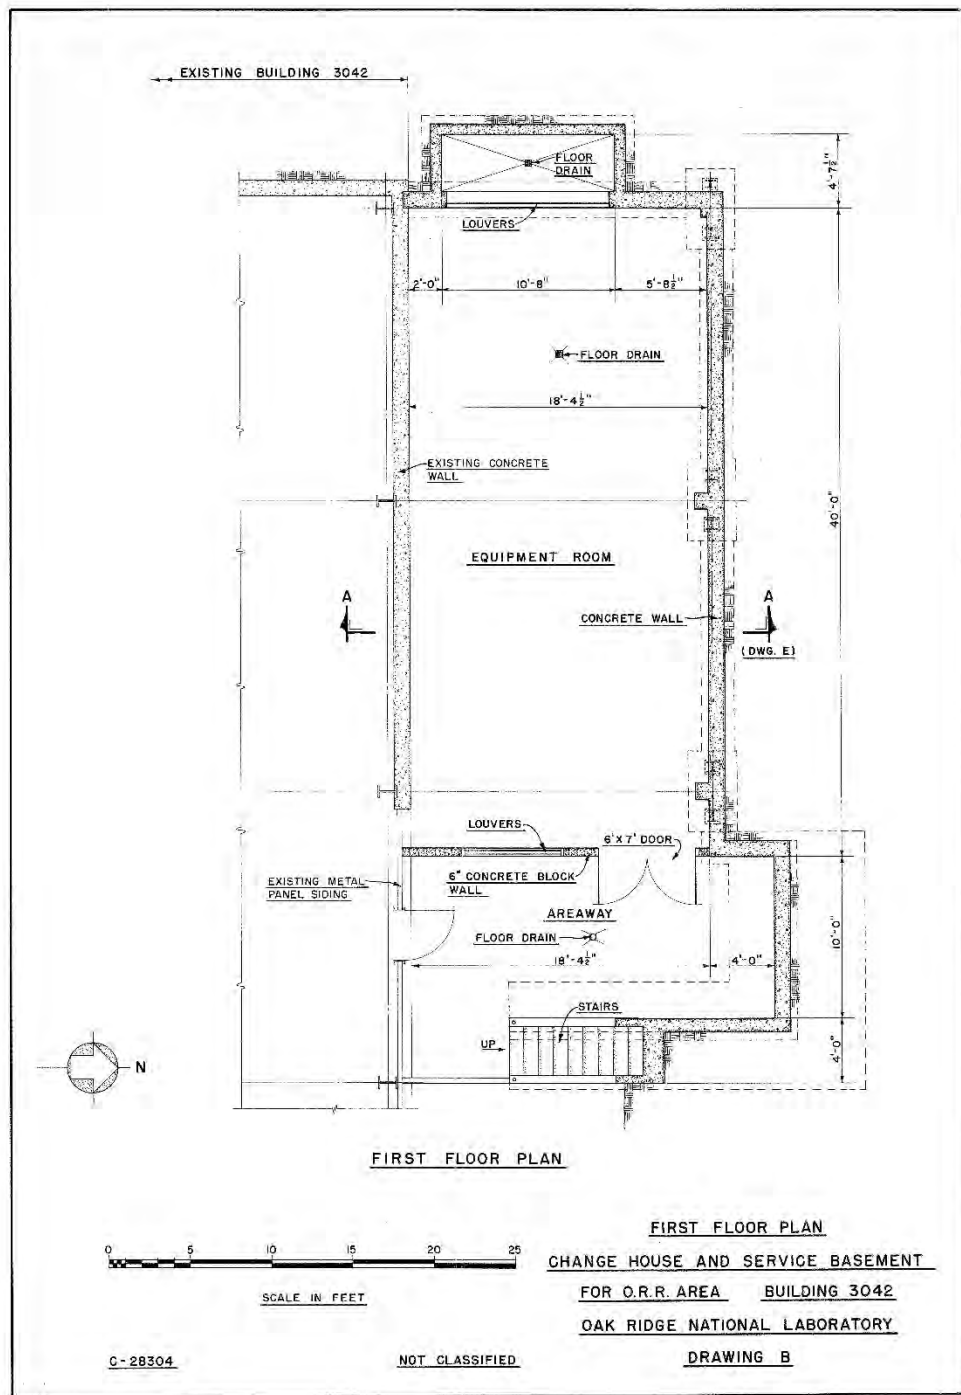 EXISTING BUILDING 3042
FLOOR
DRAIN
4'-7½"
LOUVERS
2'-0"
10'-8"
5'-8½"
FLOOR DRAIN
18'-4½"
EXISTING CONCRETE
WALL
40'-0"
EQUIPMENT ROOM
A
A
CONCRETE WALL
(DWG. E)
LOUVERS
6'X7' DOOR
EXISTING METAL
PANEL SIDING
6" CONCRETE BLOCK
WALL
AREAWAY
FLOOR DRAIN
18'-4½"
4'-0"
10'-0"
STAIRS
UP
4'-0"
N
FIRST FLOOR PLAN
0 5 10 15 20 25
SCALE IN FEET
FIRST FLOOR PLAN
CHANGE HOUSE AND SERVICE BASEMENT
FOR O.R.R. AREA BUILDING 3042
OAK RIDGE NATIONAL LABORATORY
DRAWING B
C-28304
NOT CLASSIFIED